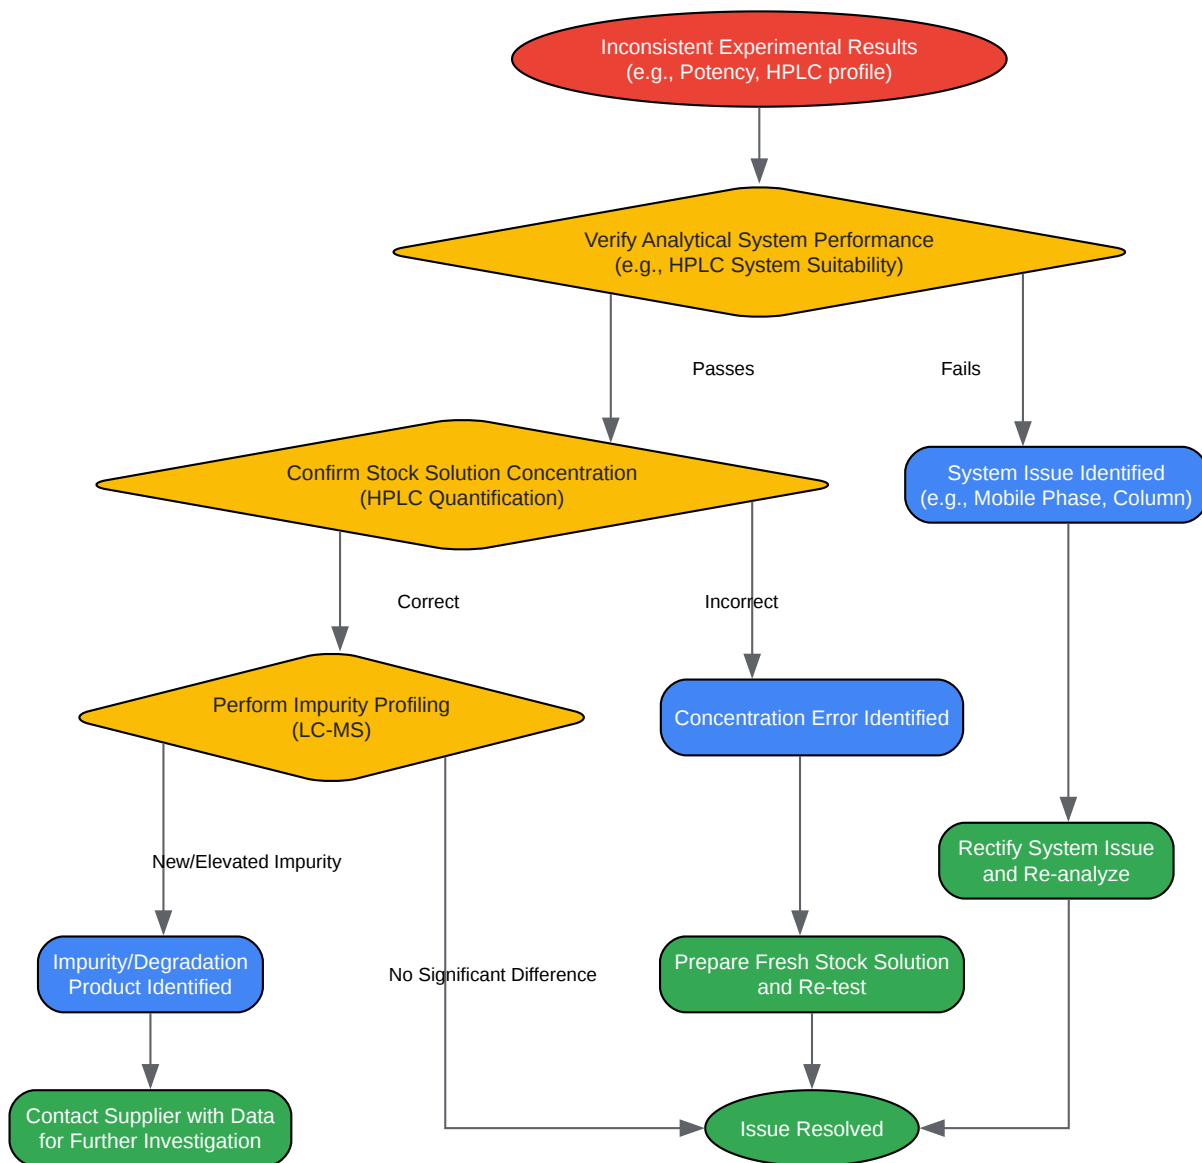 Inconsistent Experimental Results
(e.g., Potency, HPLC profile)
Verify Analytical System Performance
(e.g., HPLC System Suitability)
Passes
Fails
Confirm Stock Solution Concentration
(HPLC Quantification)
System Issue Identified
(e.g., Mobile Phase, Column)
Correct
Incorrect
Perform Impurity Profiling
(LC-MS)
Concentration Error Identified
New/Elevated Impurity
Rectify System Issue
and Re-analyze
Impurity/Degradation
Product Identified
No Significant Difference
Prepare Fresh Stock Solution
and Re-test
Contact Supplier with Data
for Further Investigation
Issue Resolved